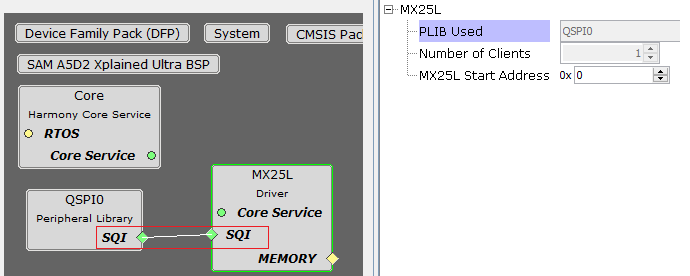 Device Family Pack (DFP)
System
CMSIS Pac
SAM A5D2 Xplained Ultra BSP
Core
Harmony Core Service
RTOS
Core Service
QSPI0
Peripheral Library
SQI
MX25L
Driver
Core Service
SQI
MEMORY
MX25L
PLIB Used QSPI0
Number of Clients 1
MX25L Start Address 0x 0